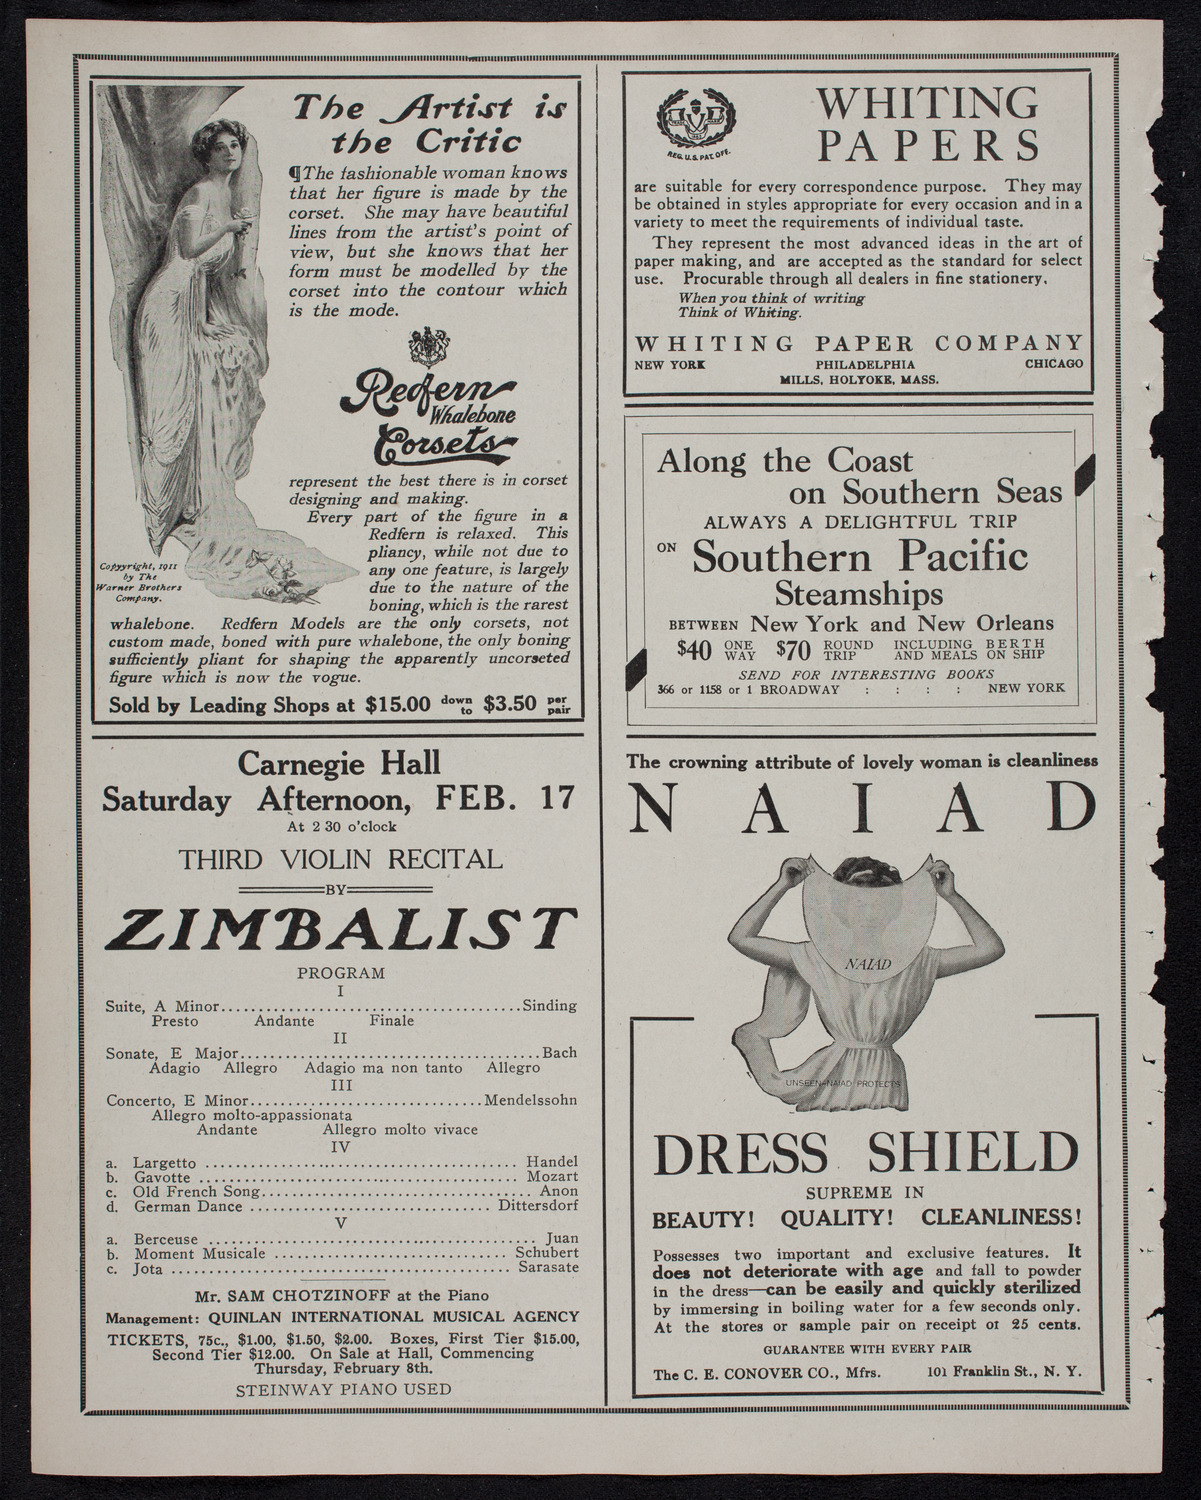 The Artist is
the Critic
¶The fashionable woman knows
that her figure is made by the
corset. She may have beautiful
lines from the artist's point of
view, but she knows that her
form must be modelled by the
corset into the contour which
is the mode.
Redfern
Whalebone
Corsets
represent the best there is in corset
designing and making.
Every part of the figure in a
Redfern is relaxed. This
pliancy, while not due to
any one feature, is largely
due to the nature of the
boning, which is the rarest
Copyright, 1911
by The
Warner Brothers
Company.
whalebone. Redfern Models are the only corsets, not
custom made, boned with pure whalebone, the only boning
sufficiently pliant for shaping the apparently uncorseted
figure which is now the vogue.
Sold by Leading Shops at $15.00 down to $3.50 per pair
Carnegie Hall
Saturday Afternoon, FEB. 17
At 2 30 o'clock
THIRD VIOLIN RECITAL
BY
ZIMBALIST
PROGRAM
I
Suite, A Minor........................................Sinding
Presto Andante Finale
II
Sonate, E Major........................................Bach
Adagio Allegro Adagio ma non tanto Allegro
III
Concerto, E Minor...............................Mendelssohn
Allegro molto-appassionata
Andante Allegro molto vivace
IV
a. Largetto ......................................... Handel
b. Gavotte .......................................... Mozart
c. Old French Song................................... Anon
d. German Dance ................................ Dittersdorf
V
a. Berceuse ........................................... Juan
b. Moment Musicale ............................... Schubert
c. Jota ............................................. Sarasate
Mr. SAM CHOTZINOFF at the Piano
Management: QUINLAN INTERNATIONAL MUSICAL AGENCY
TICKETS, 75c., $1.00, $1.50, $2.00. Boxes, First Tier $15.00,
Second Tier $12.00. On Sale at Hall, Commencing
Thursday, February 8th.
STEINWAY PIANO USED
REG. U.S. PAT. OFF.
WHITING
PAPERS
are suitable for every correspondence purpose. They may
be obtained in styles appropriate for every occasion and in a
variety to meet the requirements of individual taste.
They represent the most advanced ideas in the art of
paper making, and are accepted as the standard for select
use. Procurable through all dealers in fine stationery.
When you think of writing
Think of Whiting.
WHITING PAPER COMPANY
NEW YORK PHILADELPHIA CHICAGO
MILLS, HOLYOKE, MASS.
Along the Coast
on Southern Seas
ALWAYS A DELIGHTFUL TRIP
ON Southern Pacific
Steamships
BETWEEN New York and New Orleans
$40 ONE WAY $70 ROUND TRIP INCLUDING BERTH AND MEALS ON SHIP
SEND FOR INTERESTING BOOKS
366 or 1158 or 1 BROADWAY : : : : NEW YORK
The crowning attribute of lovely woman is cleanliness
NAIAD
NAIAD
UNSEEN-NAIAD PROTECTS
DRESS SHIELD
SUPREME IN
BEAUTY! QUALITY! CLEANLINESS!
Possesses two important and exclusive features. It
does not deteriorate with age and fall to powder
in the dress—can be easily and quickly sterilized
by immersing in boiling water for a few seconds only.
At the stores or sample pair on receipt of 25 cents.
GUARANTEE WITH EVERY PAIR
The C. E. CONOVER CO., Mfrs. 101 Franklin St., N. Y.